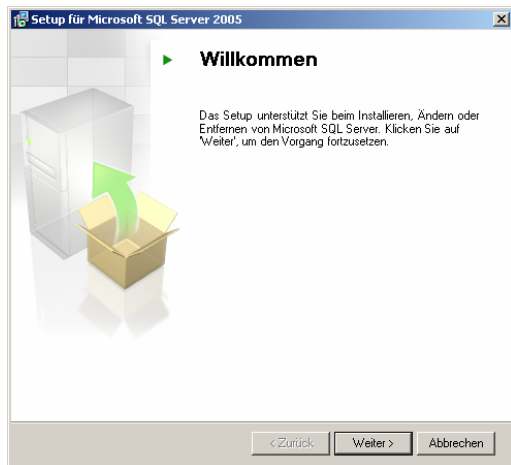 Setup für Microsoft SQL Server 2005
Willkommen
Das Setup unterstützt Sie beim Installieren, Ändern oder
Entfernen von Microsoft SQL Server. Klicken Sie auf
'Weiter', um den Vorgang fortzusetzen.
< Zurück
Weiter >
Abbrechen